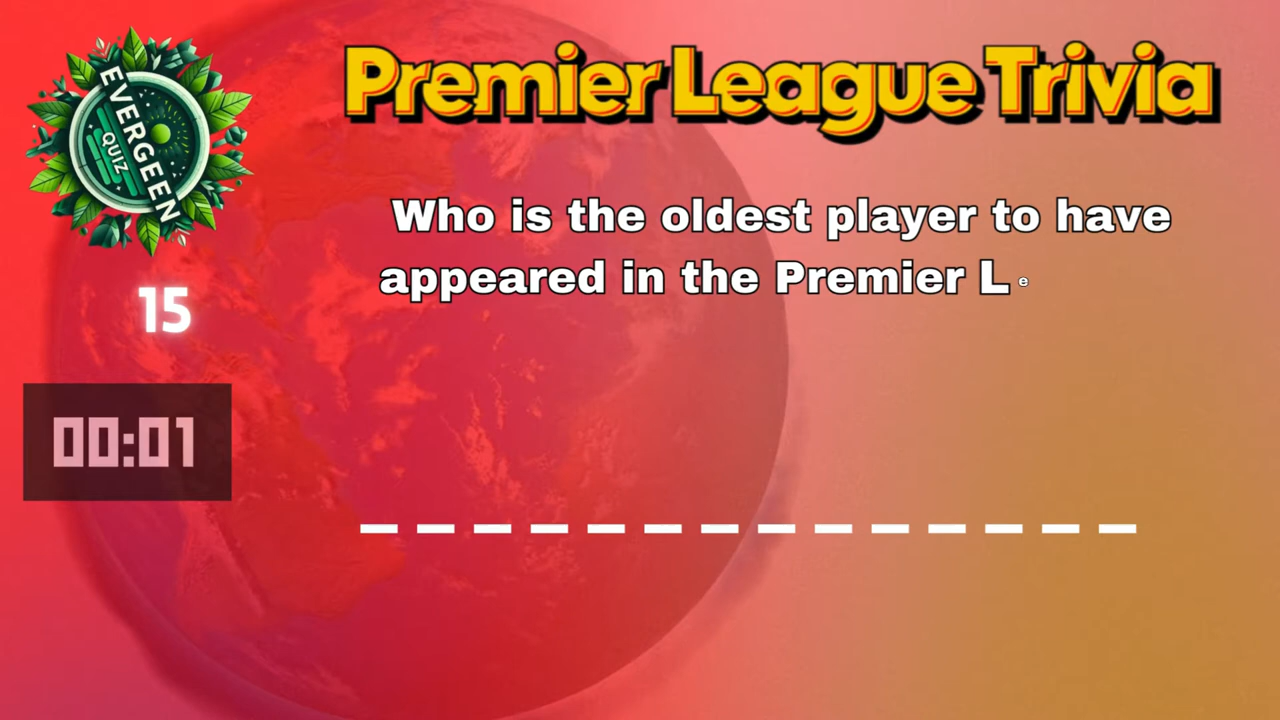 EVERGEEN
QUIZ
Premier League Trivia
Who is the oldest player to have
appeared in the Premier Le
15
00:01